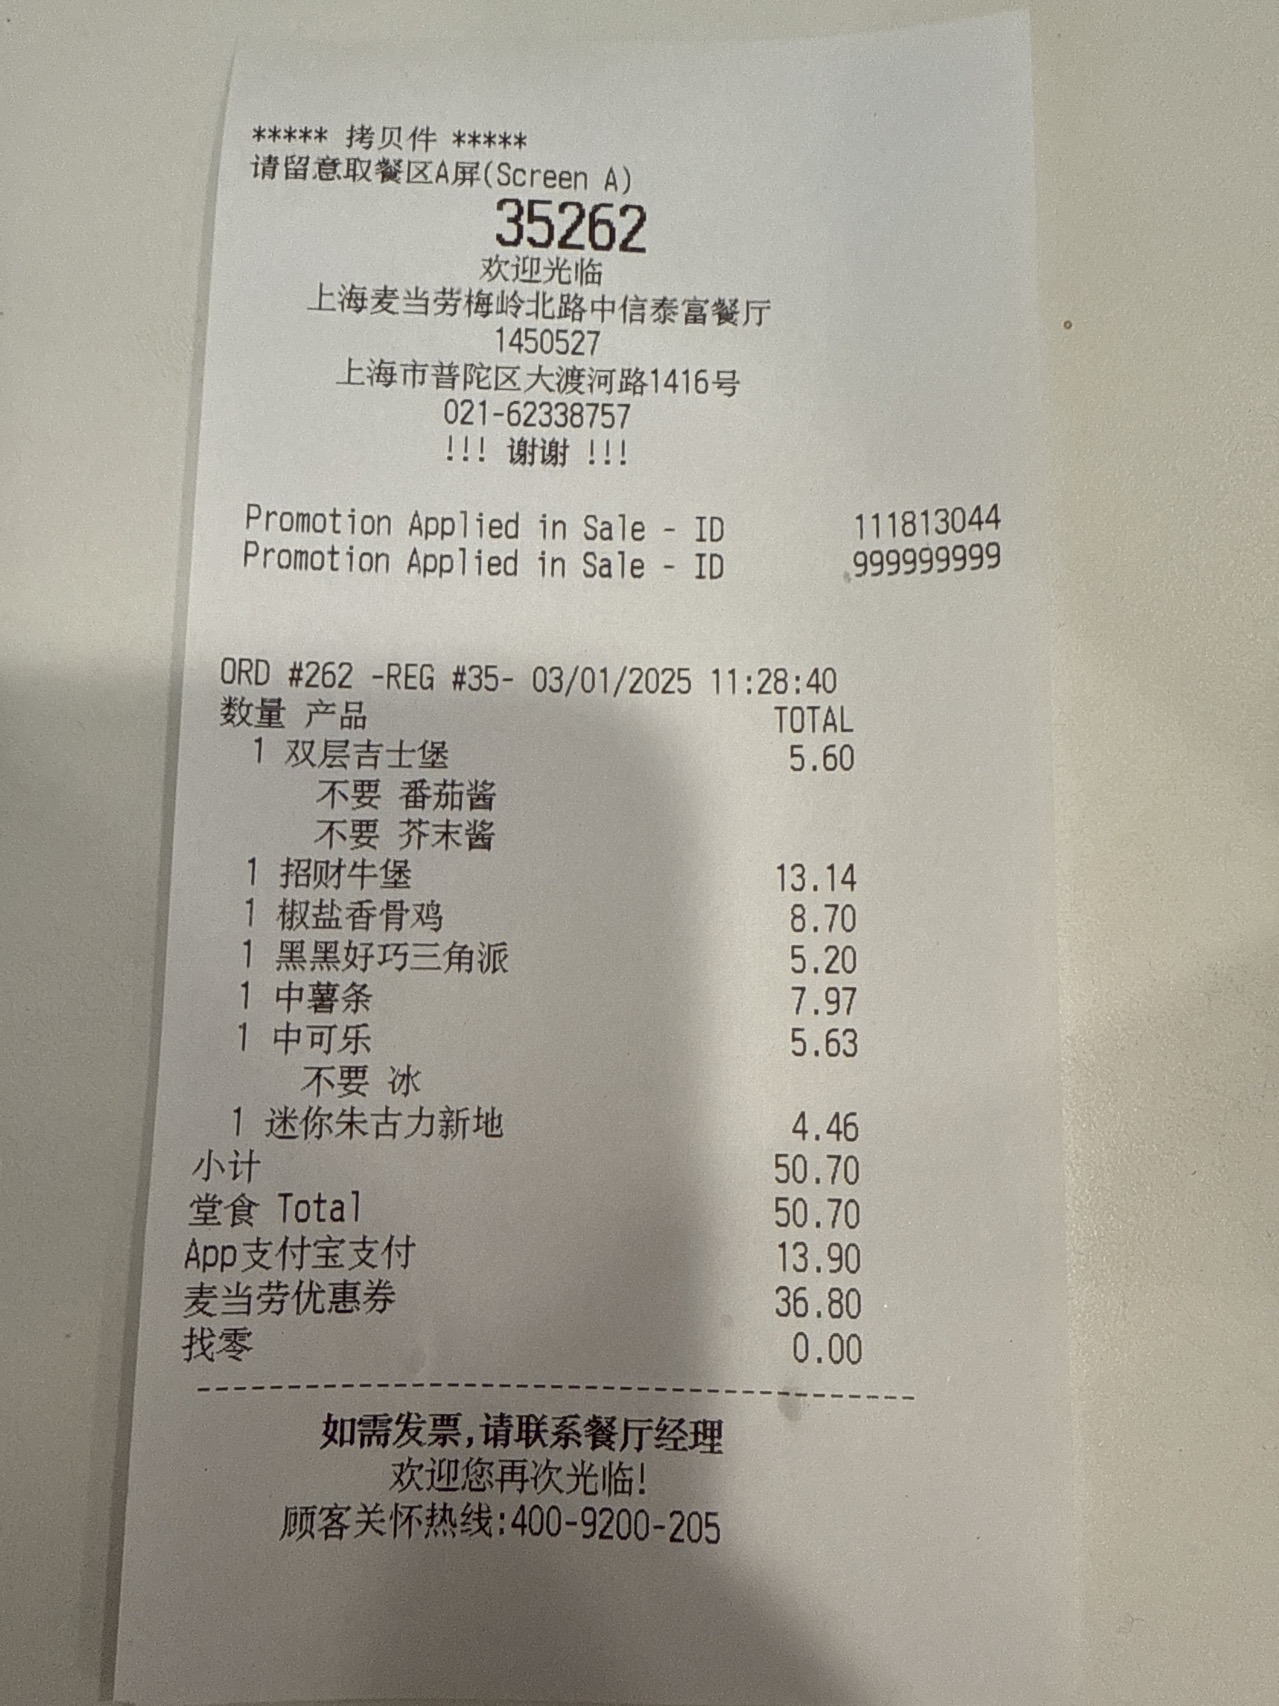 ***** 拷贝件 *****
请留意取餐区A屏(Screen A)
35262
欢迎光临
上海麦当劳梅岭北路中信泰富餐厅
1450527
上海市普陀区大渡河路1416号
021-62338757
!!! 谢谢 !!!
Promotion Applied in Sale - ID 111813044
Promotion Applied in Sale - ID 999999999
ORD #262 -REG #35- 03/01/2025 11:28:40
数量 产品 TOTAL
1 双层吉士堡 5.60
不要 番茄酱
不要 芥末酱
1 招财牛堡 13.14
1 椒盐香骨鸡 8.70
1 黑黑好巧三角派 5.20
1 中薯条 7.97
1 中可乐 5.63
不要 冰
1 迷你朱古力新地 4.46
小计 50.70
堂食 Total 50.70
App支付宝支付 13.90
麦当劳优惠券 36.80
找零 0.00
--------------------------------------
如需发票,请联系餐厅经理
欢迎您再次光临!
顾客关怀热线:400-9200-205